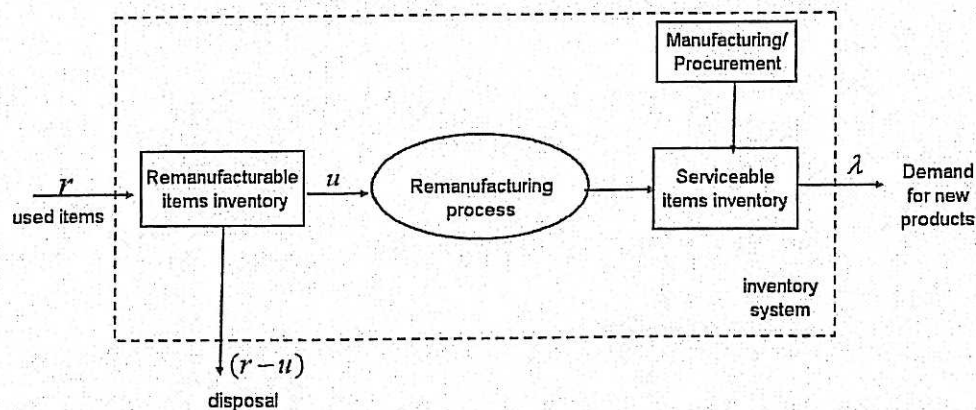 Manufacturing/
Procurement
r
used items
Remanufacturable
items inventory
u
Remanufacturing
process
Serviceable
items inventory
λ
Demand
for new
products
inventory
system
(r - u)
disposal